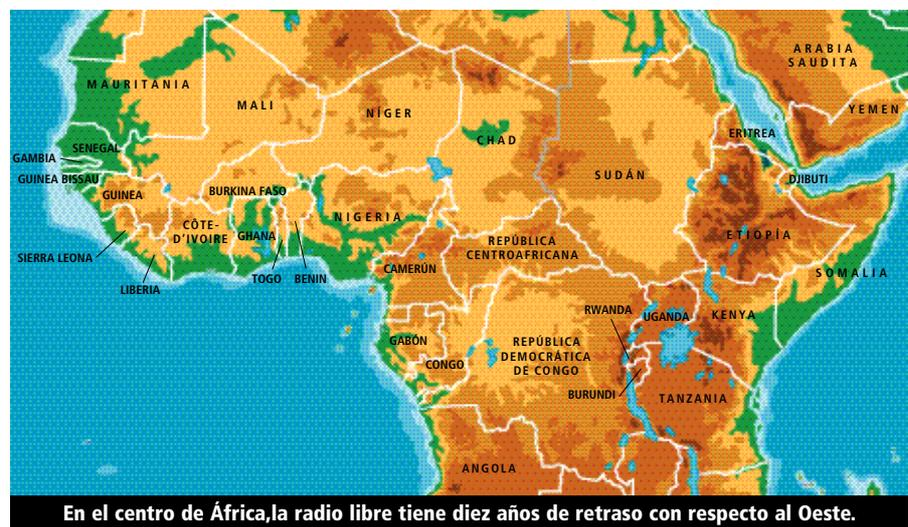 ARABIA
SAUDITA
MAURITANIA
MALI
NÍGER
YEMEN
CHAD
ERITREA
SENEGAL
GAMBIA
GUINEA BISSAU
SUDÁN
DJIBUTI
GUINEA
BURKINA FASO
NIGERIA
CÔTE-
D'IVOIRE
GHANA
ETIOPÍA
REPÚBLICA
CENTROAFRICANA
SIERRA LEONA
CAMERÚN
SOMALIA
TOGO
BENIN
LIBERIA
RWANDA
UGANDA
KENYA
GABÓN
REPÚBLICA
DEMOCRÁTICA
DE CONGO
CONGO
BURUNDI
TANZANIA
ANGOLA
En el centro de África,la radio libre tiene diez años de retraso con respecto al Oeste.